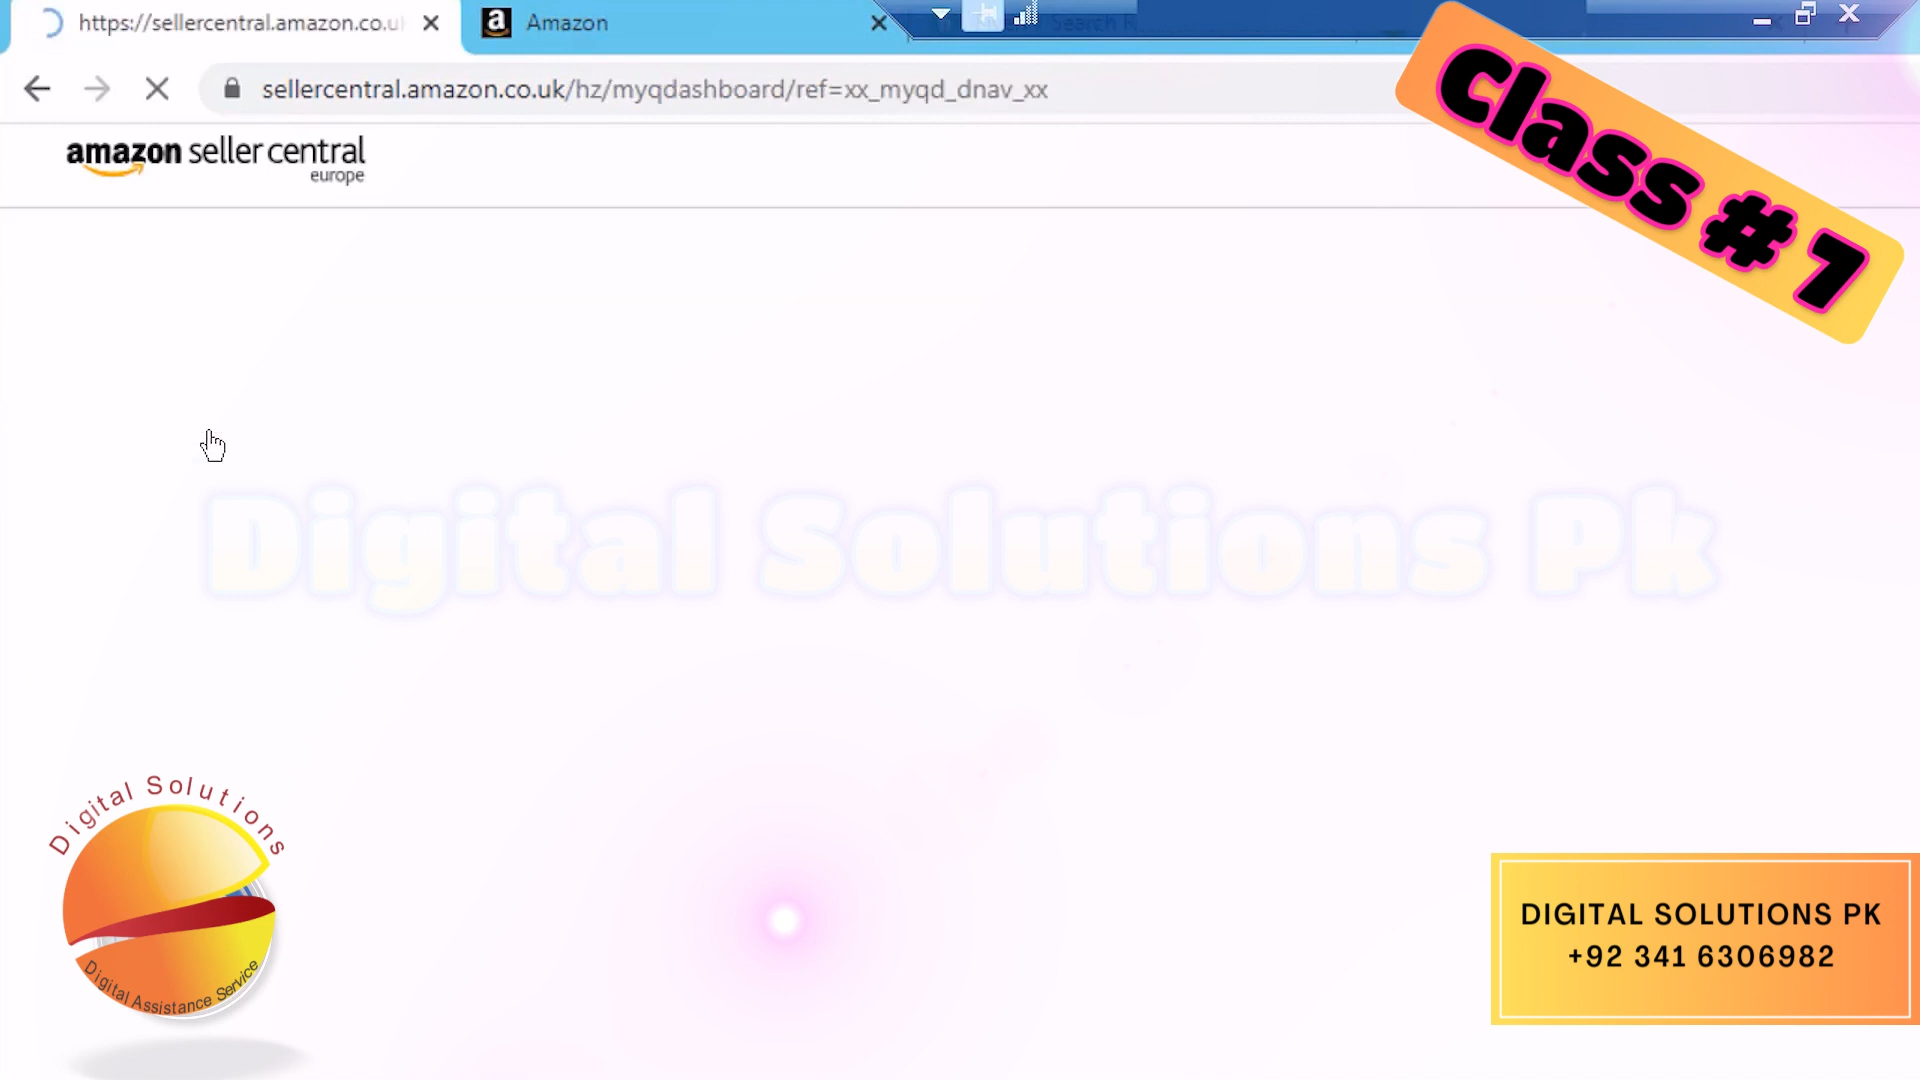 https://sellercentral.amazon.co.u
Amazon
Search R
sellercentral.amazon.co.uk/hz/myqdashboard/ref=xx_myqd_dnav_xx
amazon seller central
europe
Class # 7
Digital Solutions Pk
Digital Solutions
Digital Assistance Service
DIGITAL SOLUTIONS PK
+92 341 6306982